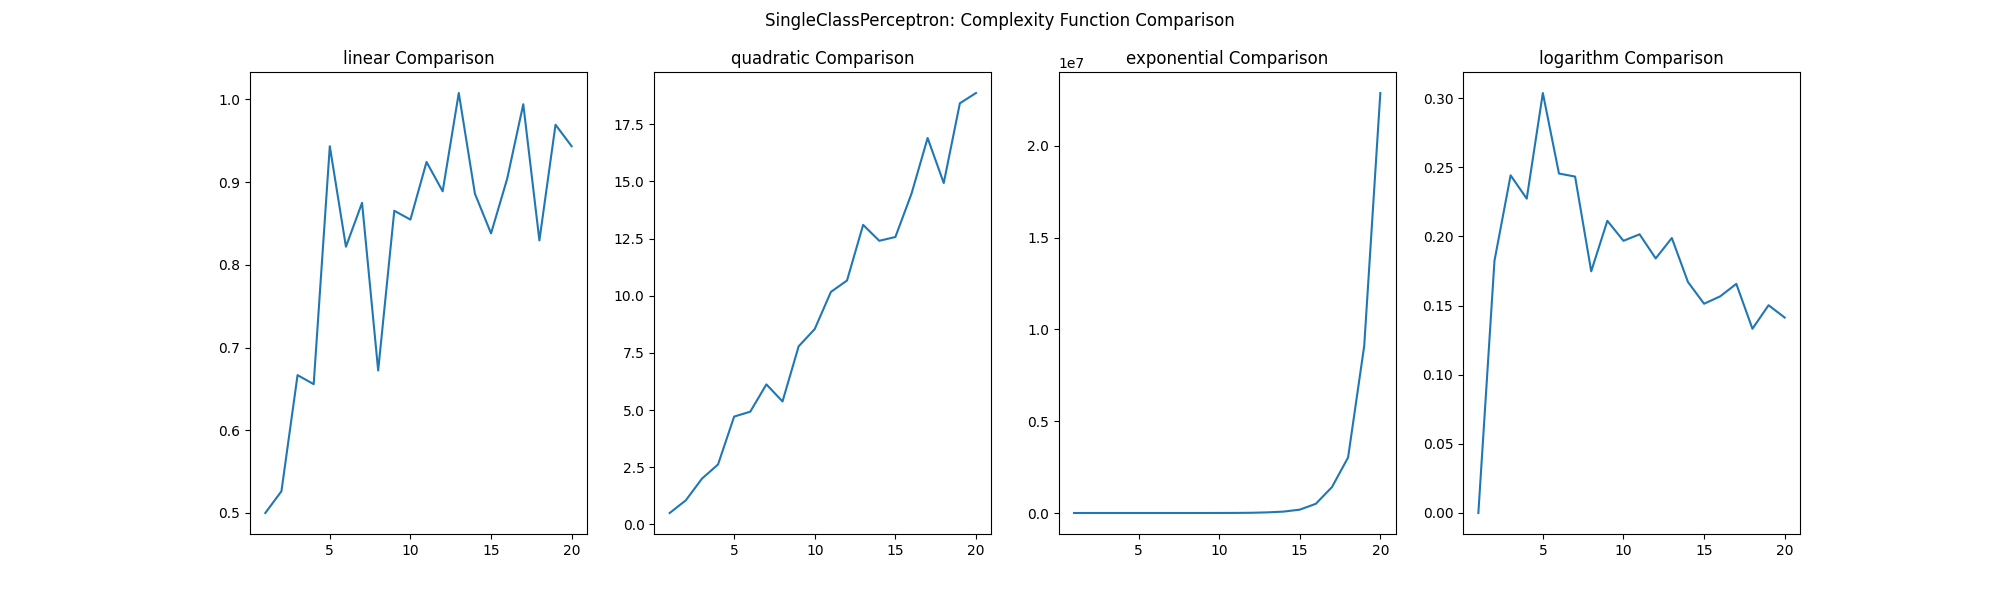 SingleClassPerceptron: Complexity Function Comparison
linear Comparison
1.0
0.9
0.8
0.7
0.6
0.5
5 10 15 20
quadratic Comparison
17.5
15.0
12.5
10.0
7.5
5.0
2.5
0.0
5 10 15 20
exponential Comparison
1e7
2.0
1.5
1.0
0.5
0.0
5 10 15 20
logarithm Comparison
0.30
0.25
0.20
0.15
0.10
0.05
0.00
5 10 15 20